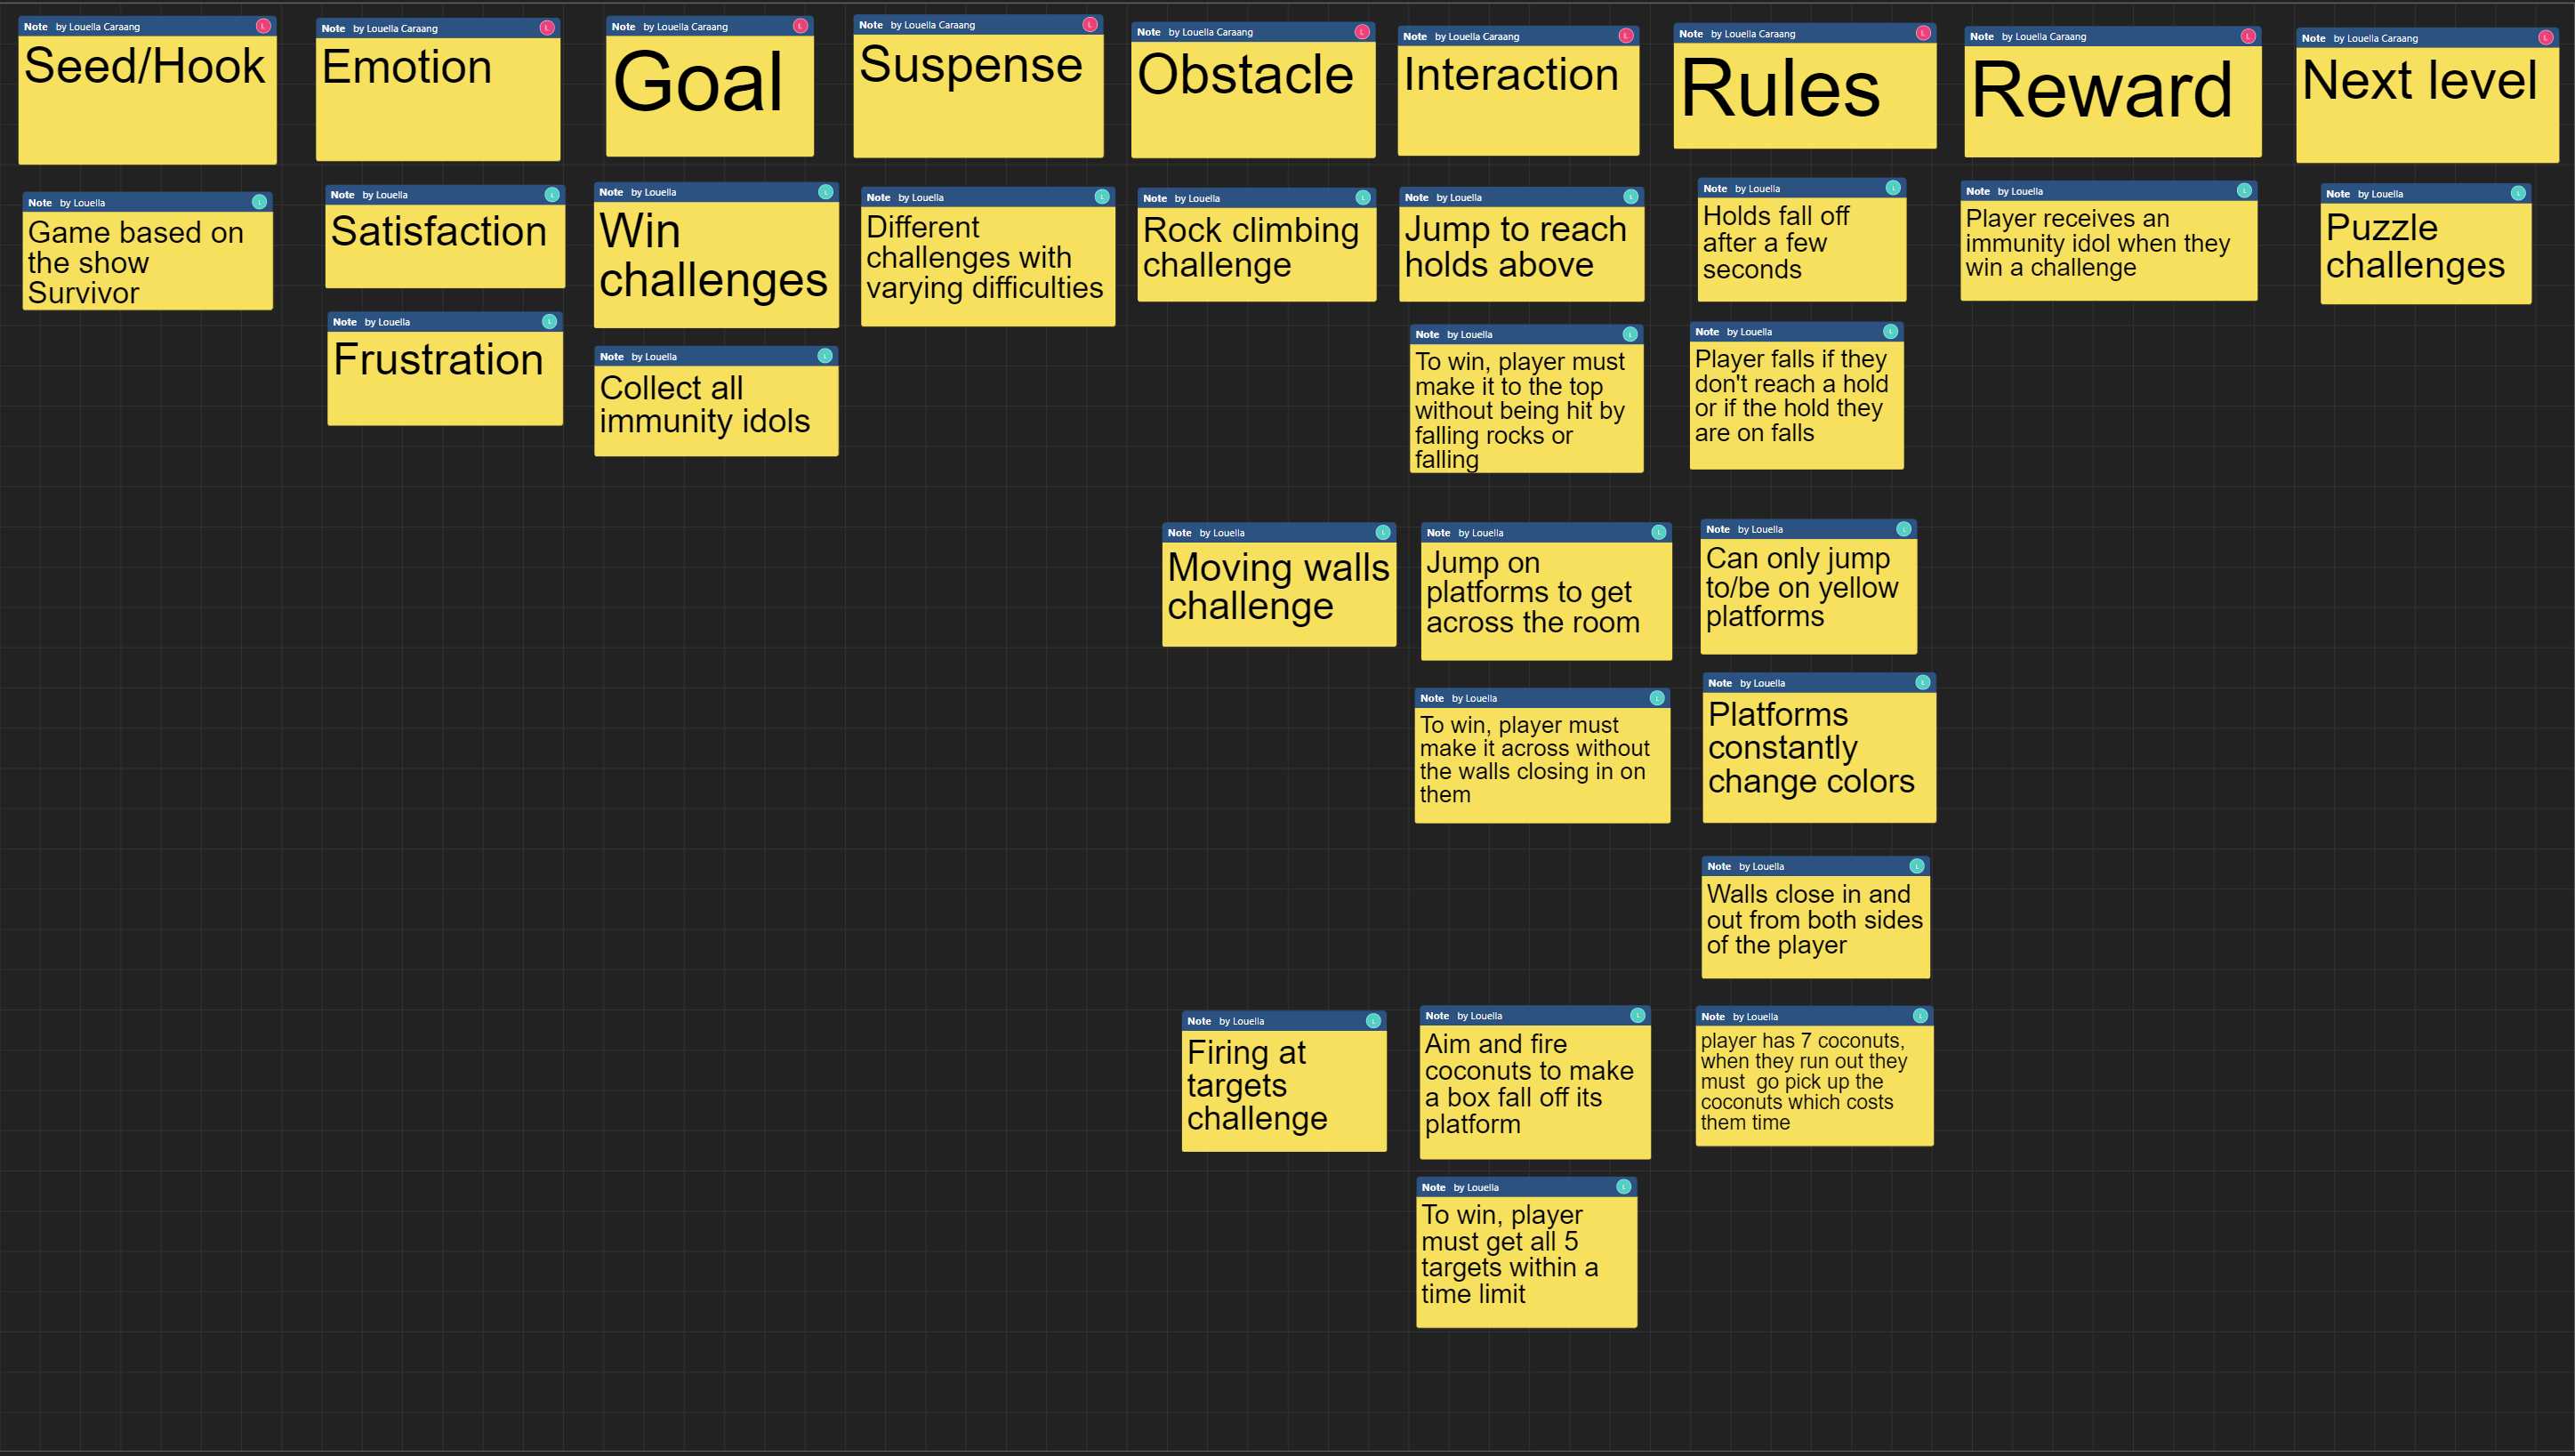 Note by Louella Caraang L
Seed/Hook
Note by Louella Caraang L
Emotion
Note by Louella Caraang L
Goal
Note by Louella Caraang L
Suspense
Note by Louella Caraang L
Obstacle
Note by Louella Caraang L
Interaction
Note by Louella Caraang L
Rules
Note by Louella Caraang L
Reward
Note by Louella Caraang L
Next level
Note by Louella L
Game based on
the show
Survivor
Note by Louella L
Satisfaction
Note by Louella L
Frustration
Note by Louella L
Win
challenges
Note by Louella L
Collect all
immunity idols
Note by Louella L
Different
challenges with
varying difficulties
Note by Louella L
Rock climbing
challenge
Note by Louella L
Jump to reach
holds above
Note by Louella L
To win, player must
make it to the top
without being hit by
falling rocks or
falling
Note by Louella L
Holds fall off
after a few
seconds
Note by Louella L
Player falls if they
don't reach a hold
or if the hold they
are on falls
Note by Louella L
Player receives an
immunity idol when they
win a challenge
Note by Louella L
Puzzle
challenges
Note by Louella L
Moving walls
challenge
Note by Louella L
Jump on
platforms to get
across the room
Note by Louella L
To win, player must
make it across without
the walls closing in on
them
Note by Louella L
Can only jump
to/be on yellow
platforms
Note by Louella L
Platforms
constantly
change colors
Note by Louella L
Walls close in and
out from both sides
of the player
Note by Louella L
Firing at
targets
challenge
Note by Louella L
Aim and fire
coconuts to make
a box fall off its
platform
Note by Louella L
To win, player
must get all 5
targets within a
time limit
Note by Louella L
player has 7 coconuts,
when they run out they
must  go pick up the
coconuts which costs
them time